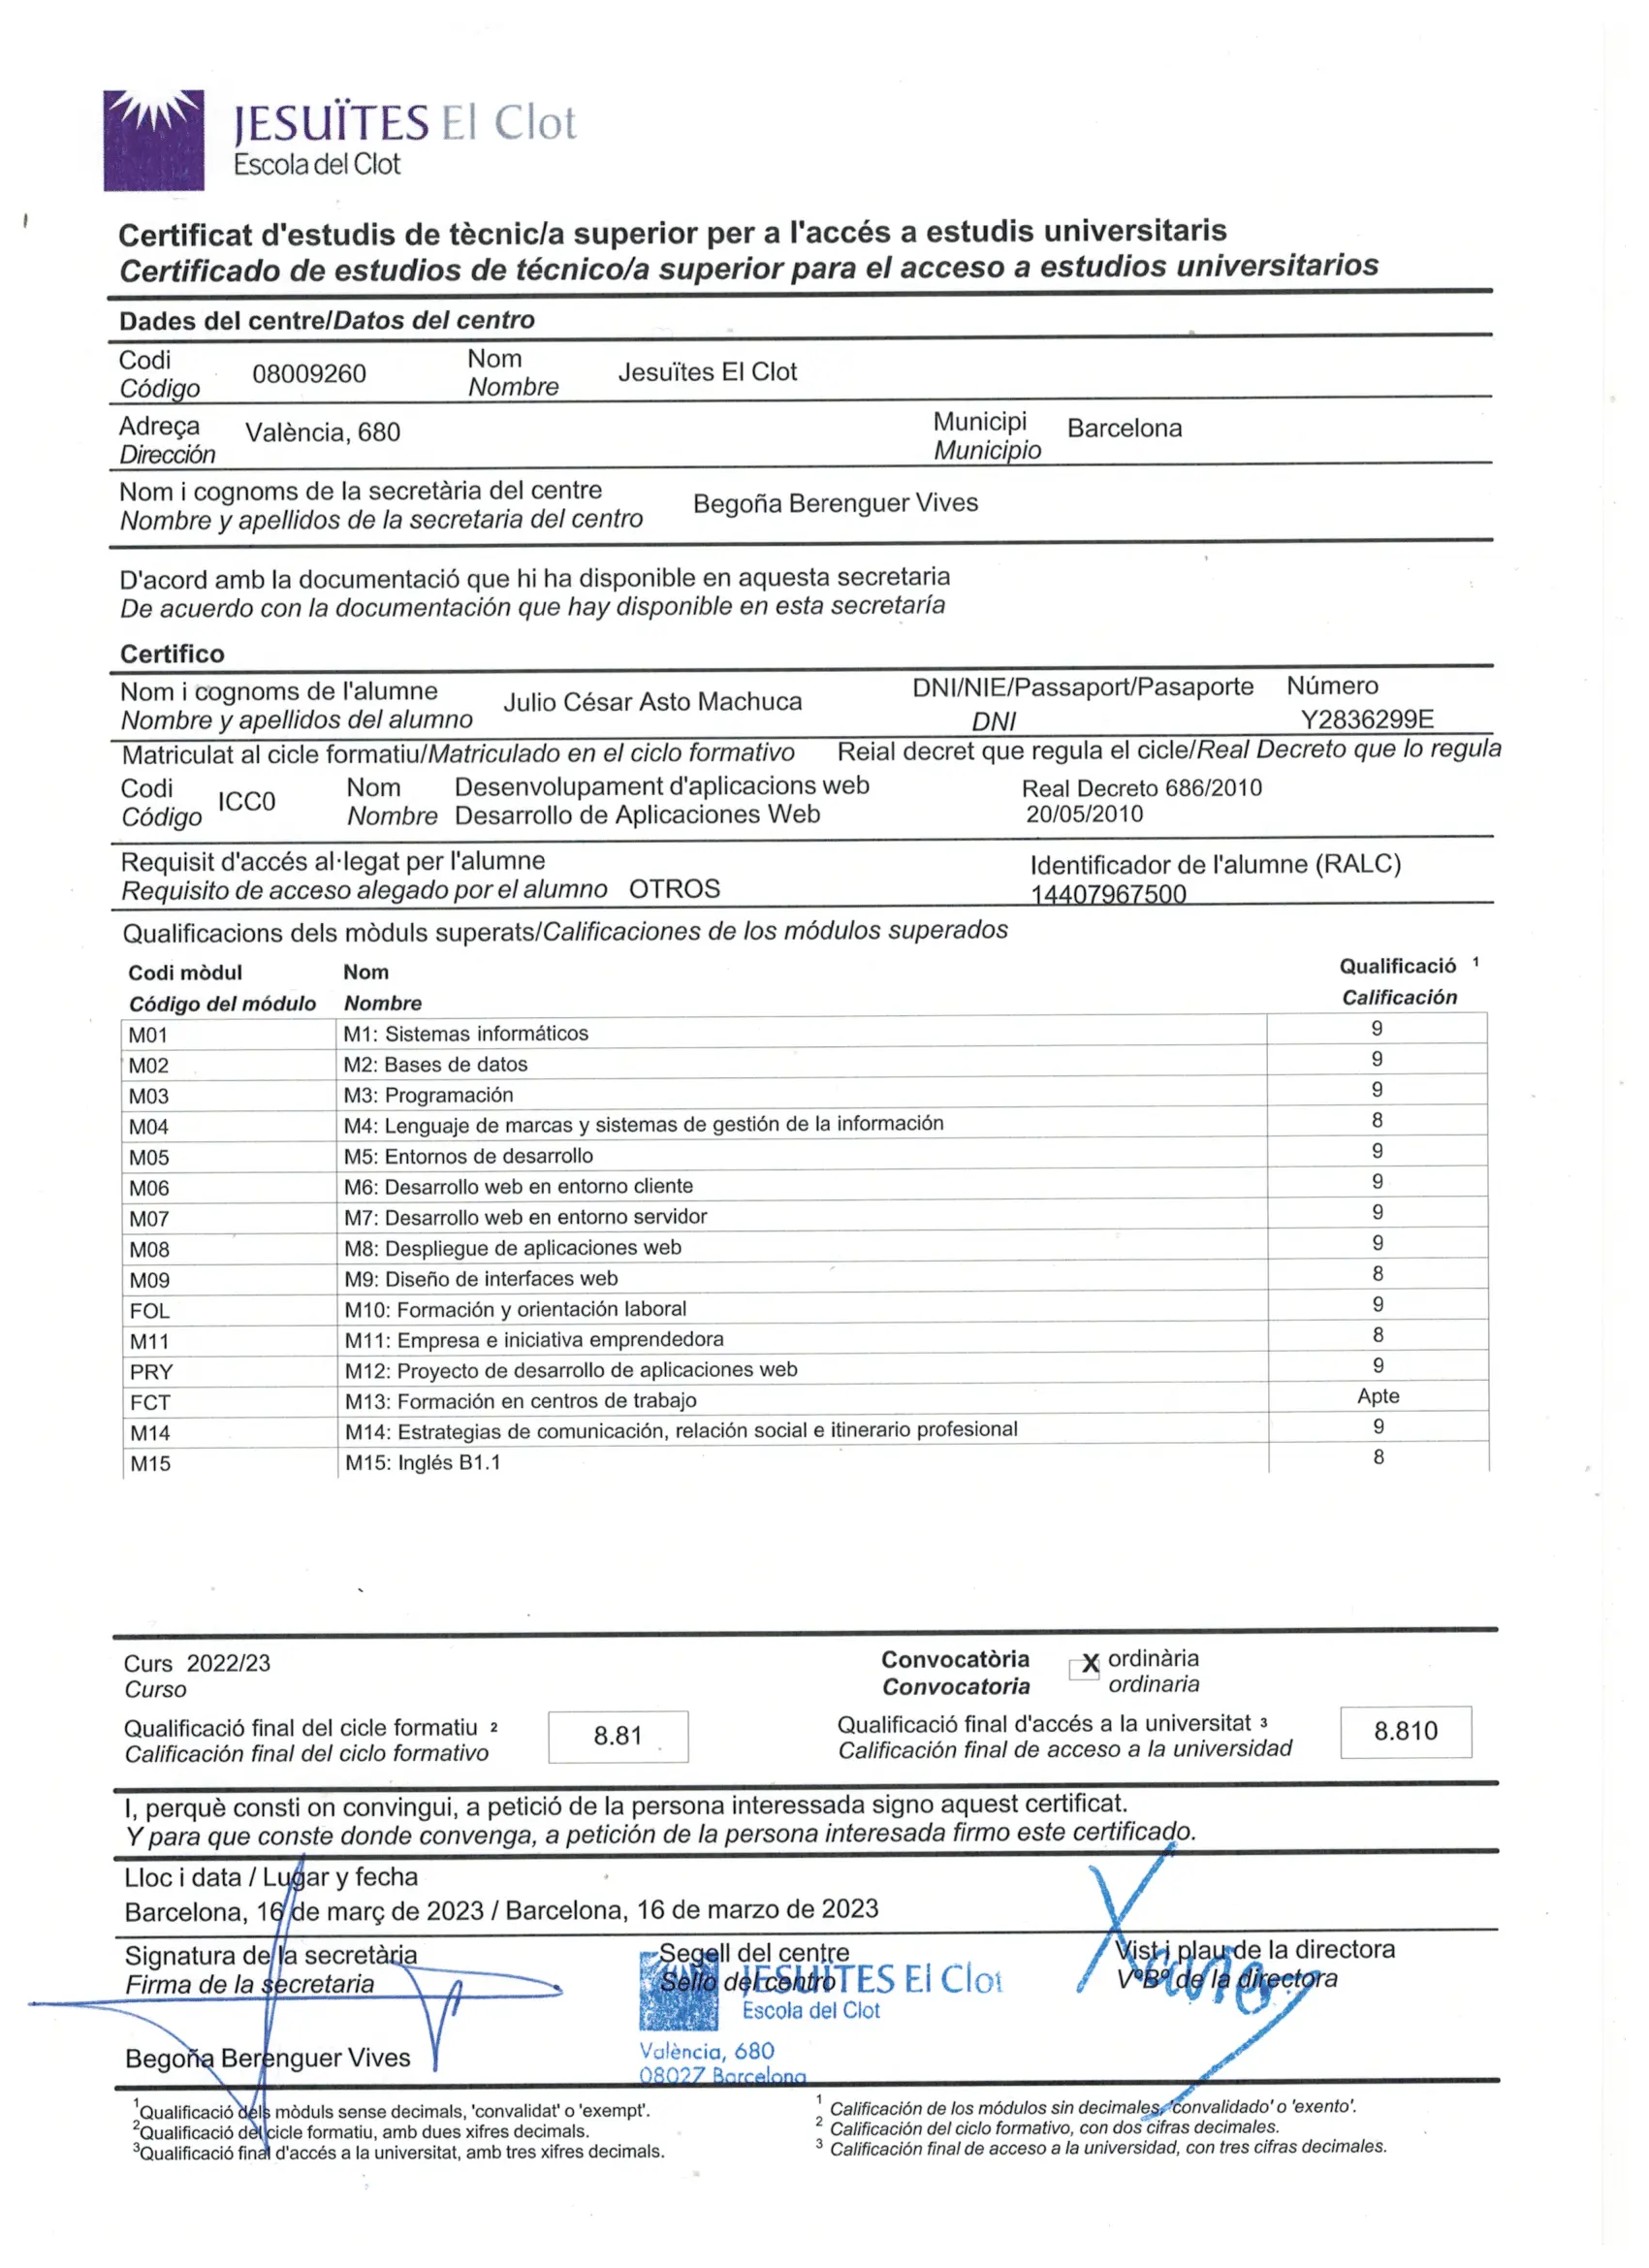 JESUÏTES El Clot
Escola del Clot
Certificat d'estudis de tècnic/a superior per a l'accés a estudis universitaris
Certificado de estudios de técnico/a superior para el acceso a estudios universitarios
Dades del centre/Datos del centro
Codi 08009260 Nom Jesuïtes El Clot
Código Nombre
Adreça València, 680 Municipi Barcelona
Dirección Municipio
Nom i cognoms de la secretària del centre Begoña Berenguer Vives
Nombre y apellidos de la secretaria del centro
D'acord amb la documentació que hi ha disponible en aquesta secretaria
De acuerdo con la documentación que hay disponible en esta secretaría
Certifico
Nom i cognoms de l'alumne Julio César Asto Machuca DNI/NIE/Passaport/Pasaporte Número
Nombre y apellidos del alumno DNI Y2836299E
Matriculat al cicle formatiu/Matriculado en el ciclo formativo Reial decret que regula el cicle/Real Decreto que lo regula
Codi ICC0 Nom Desenvolupament d'aplicacions web Real Decreto 686/2010
Código Nombre Desarrollo de Aplicaciones Web 20/05/2010
Requisit d'accés al·legat per l'alumne Identificador de l'alumne (RALC)
Requisito de acceso alegado por el alumno OTROS 14407967500
Qualificacions dels mòduls superats/Calificaciones de los módulos superados
Codi mòdul Nom Qualificació 1
Código del módulo Nombre Calificación
M01 M1: Sistemas informáticos 9
M02 M2: Bases de datos 9
M03 M3: Programación 9
M04 M4: Lenguaje de marcas y sistemas de gestión de la información 8
M05 M5: Entornos de desarrollo 9
M06 M6: Desarrollo web en entorno cliente 9
M07 M7: Desarrollo web en entorno servidor 9
M08 M8: Despliegue de aplicaciones web 9
M09 M9: Diseño de interfaces web 8
FOL M10: Formación y orientación laboral 9
M11 M11: Empresa e iniciativa emprendedora 8
PRY M12: Proyecto de desarrollo de aplicaciones web 9
FCT M13: Formación en centros de trabajo Apte
M14 M14: Estrategias de comunicación, relación social e itinerario profesional 9
M15 M15: Inglés B1.1 8
Curs 2022/23 Convocatòria X ordinària
Curso Convocatoria ordinaria
Qualificació final del cicle formatiu 2 8.81 Qualificació final d'accés a la universitat 3 8.810
Calificación final del ciclo formativo Calificación final de acceso a la universidad
I, perquè consti on convingui, a petició de la persona interessada signo aquest certificat.
Y para que conste donde convenga, a petición de la persona interesada firmo este certificado.
Lloc i data / Lugar y fecha
Barcelona, 16 de març de 2023 / Barcelona, 16 de marzo de 2023
Signatura de la secretària Segell del centre Vist i plau de la directora
Firma de la secretaria Sello del centro VºBº de la directora
JESUÏTES El Clot
Escola del Clot
València, 680
08027 Barcelona
Xavier
Begoña Berenguer Vives
1 Qualificació dels mòduls sense decimals, 'convalidat' o 'exempt'.
2 Qualificació del cicle formatiu, amb dues xifres decimals.
3 Qualificació final d'accés a la universitat, amb tres xifres decimals.
1 Calificación de los módulos sin decimales, 'convalidado' o 'exento'.
2 Calificación del ciclo formativo, con dos cifras decimales.
3 Calificación final de acceso a la universidad, con tres cifras decimales.